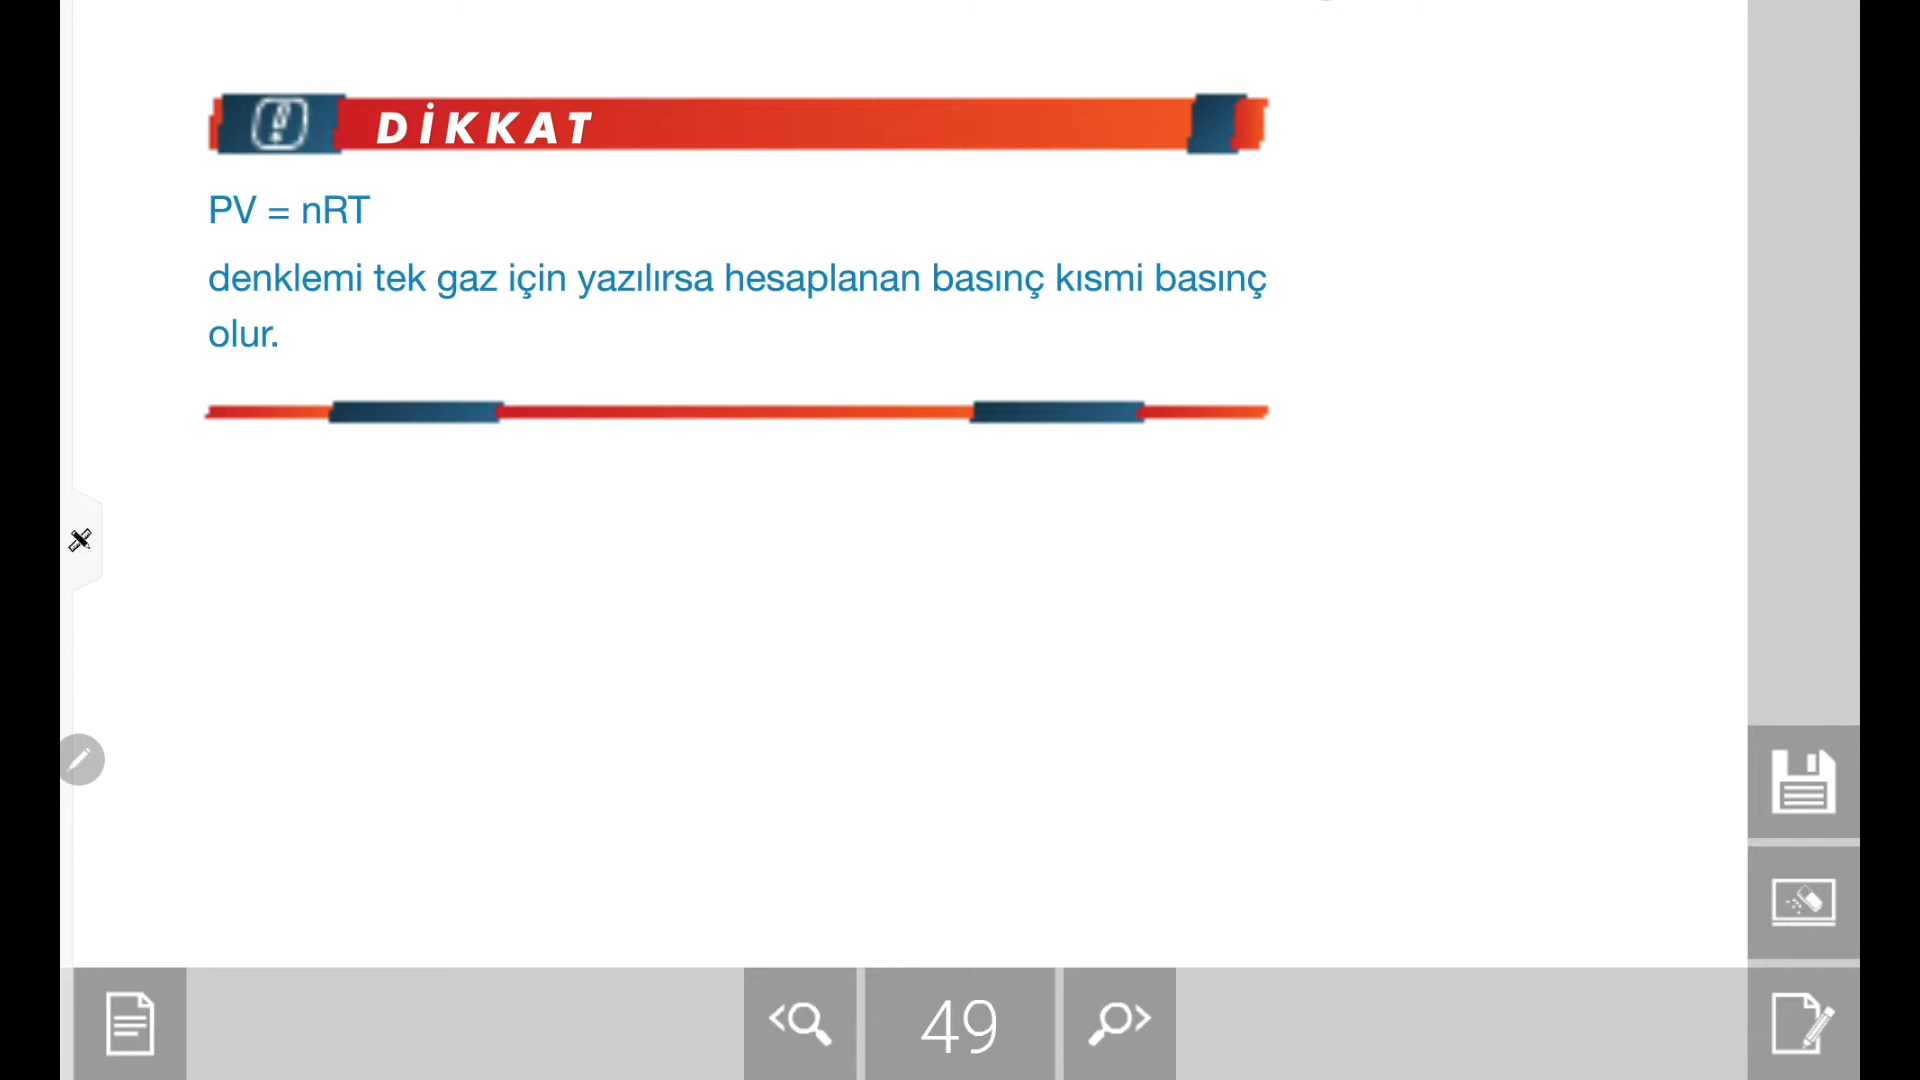 DİKKAT
PV = nRT
denklemi tek gaz için yazılırsa hesaplanan basınç kısmi basınç
olur.
49